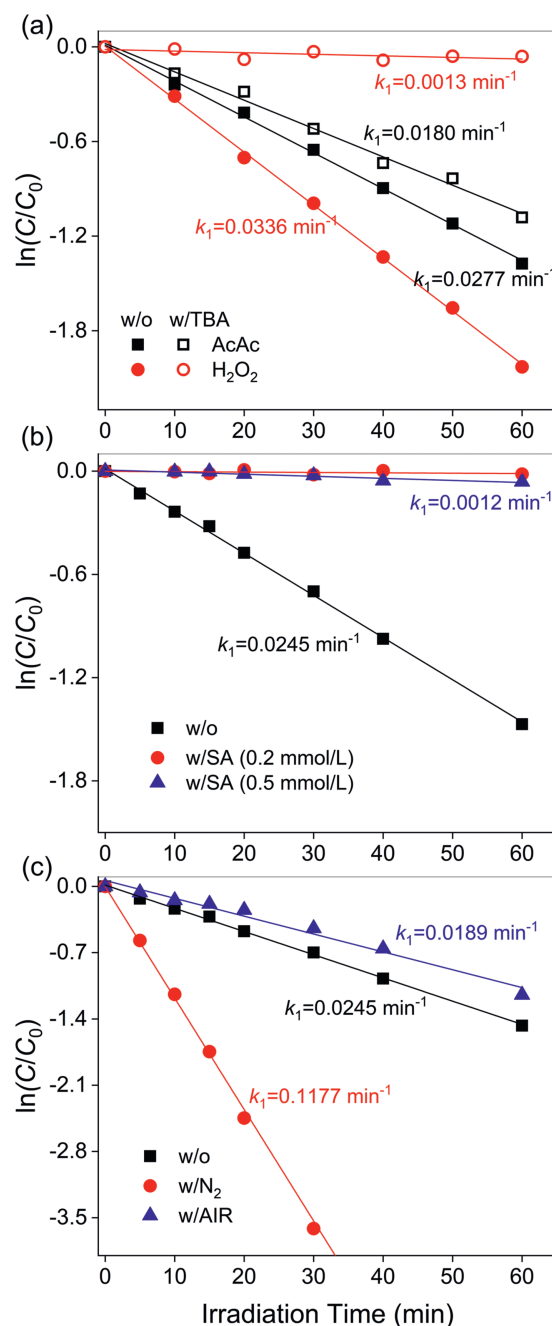 (a)
0.0
-0.6
-1.2
-1.8
ln(C/C₀)
k₁=0.0013 min⁻¹
k₁=0.0180 min⁻¹
k₁=0.0336 min⁻¹
k₁=0.0277 min⁻¹
w/o w/TBA
AcAc
H₂O₂
0 10 20 30 40 50 60
(b)
0.0
-0.6
-1.2
-1.8
ln(C/C₀)
k₁=0.0012 min⁻¹
k₁=0.0245 min⁻¹
w/o
w/SA (0.2 mmol/L)
w/SA (0.5 mmol/L)
0 10 20 30 40 50 60
(c)
0.0
-0.7
-1.4
-2.1
-2.8
-3.5
ln(C/C₀)
k₁=0.0189 min⁻¹
k₁=0.0245 min⁻¹
k₁=0.1177 min⁻¹
w/o
w/N₂
w/AIR
0 10 20 30 40 50 60
Irradiation Time (min)